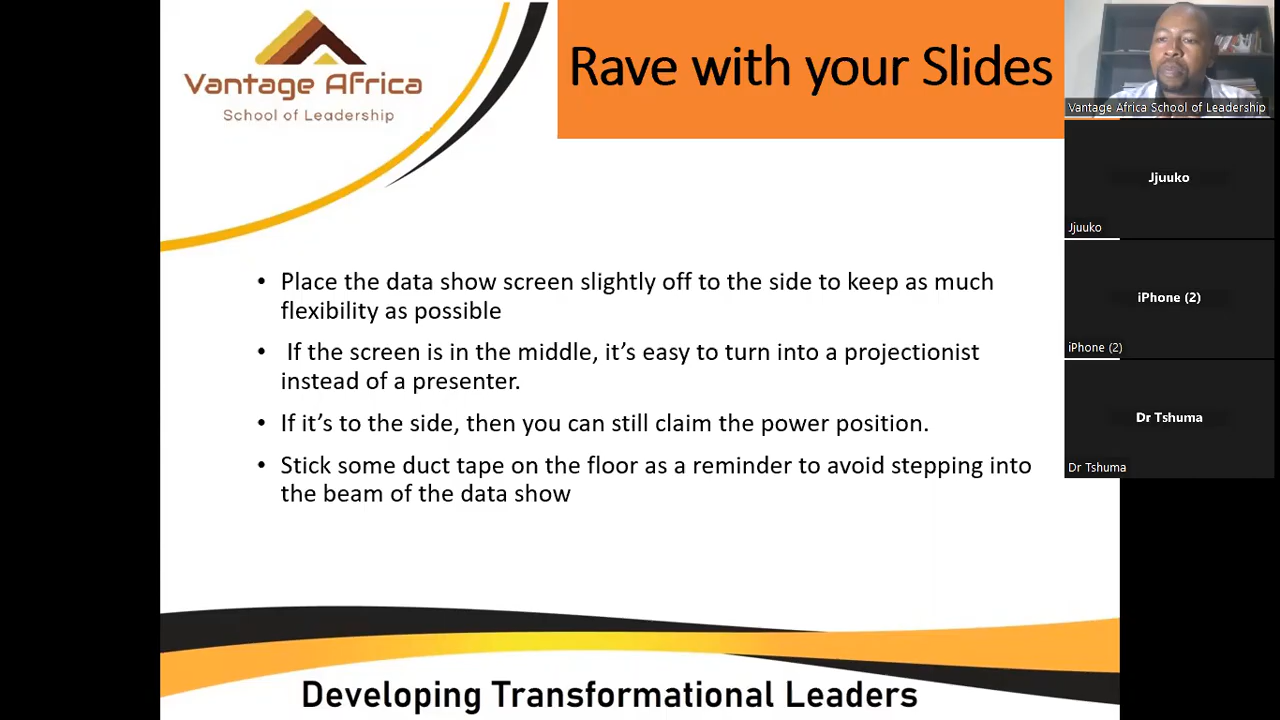 Vantage Africa
School of Leadership
Rave with your Slides
• Place the data show screen slightly off to the side to keep as much
flexibility as possible
• If the screen is in the middle, it's easy to turn into a projectionist
instead of a presenter.
• If it's to the side, then you can still claim the power position.
• Stick some duct tape on the floor as a reminder to avoid stepping into
the beam of the data show
Developing Transformational Leaders
Vantage Africa School of Leadership
Jjuuko
Jjuuko
iPhone (2)
iPhone (2)
Dr Tshuma
Dr Tshuma